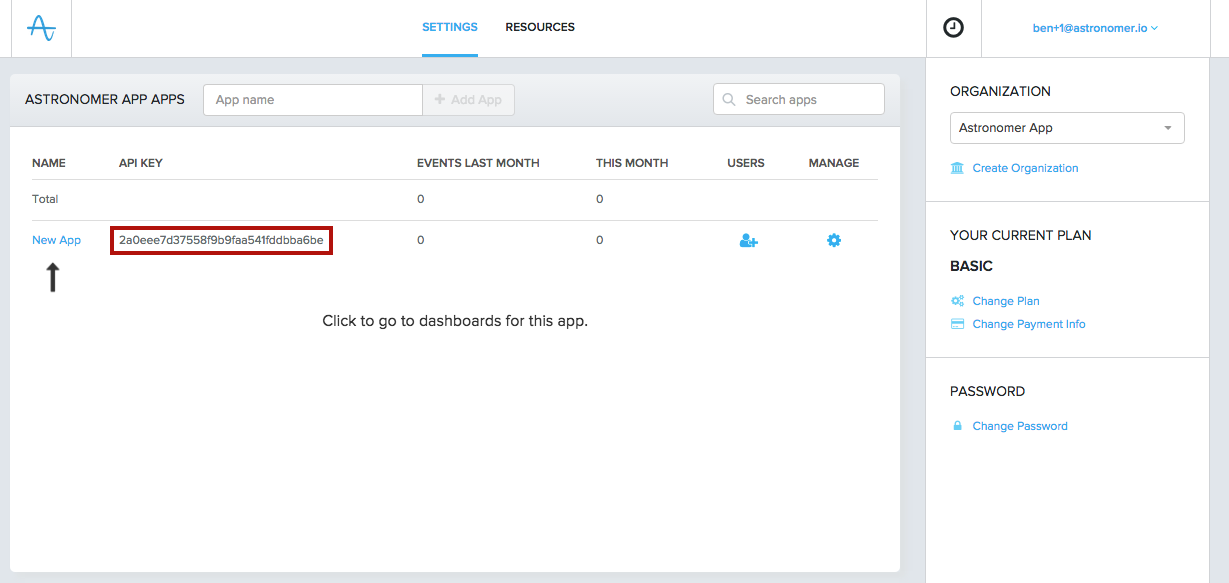 SETTINGS RESOURCES ben+1@astronomer.io
ASTRONOMER APP APPS App name + Add App Search apps
NAME API KEY EVENTS LAST MONTH THIS MONTH USERS MANAGE
Total 0 0
New App 2a0eee7d37558f9b9faa541fddbba6be 0 0
Click to go to dashboards for this app.
ORGANIZATION
Astronomer App
Create Organization
YOUR CURRENT PLAN
BASIC
Change Plan
Change Payment Info
PASSWORD
Change Password